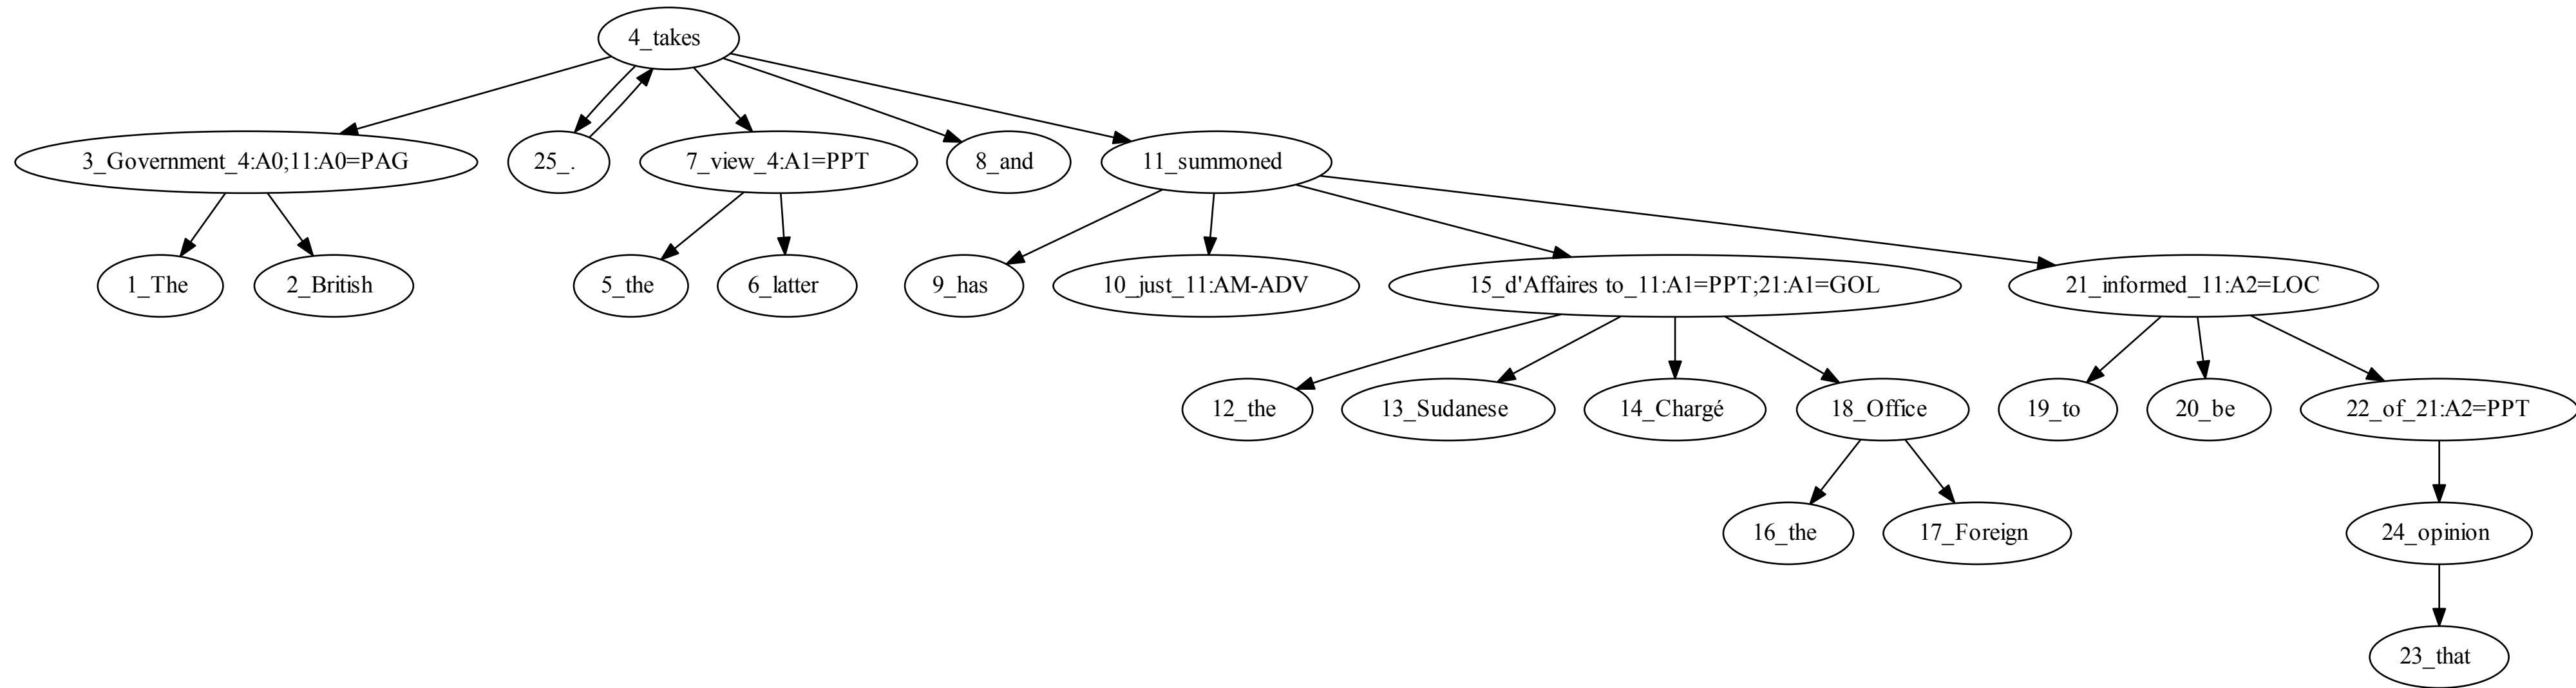 4_takes
3_Government_4:A0;11:A0=PAG
25_.
7_view_4:A1=PPT
8_and
11_summoned
1_The
2_British
5_the
6_latter
9_has
10_just_11:AM-ADV
15_d'Affaires to_11:A1=PPT;21:A1=GOL
21_informed_11:A2=LOC
12_the
13_Sudanese
14_Chargé
18_Office
19_to
20_be
22_of_21:A2=PPT
16_the
17_Foreign
24_opinion
23_that